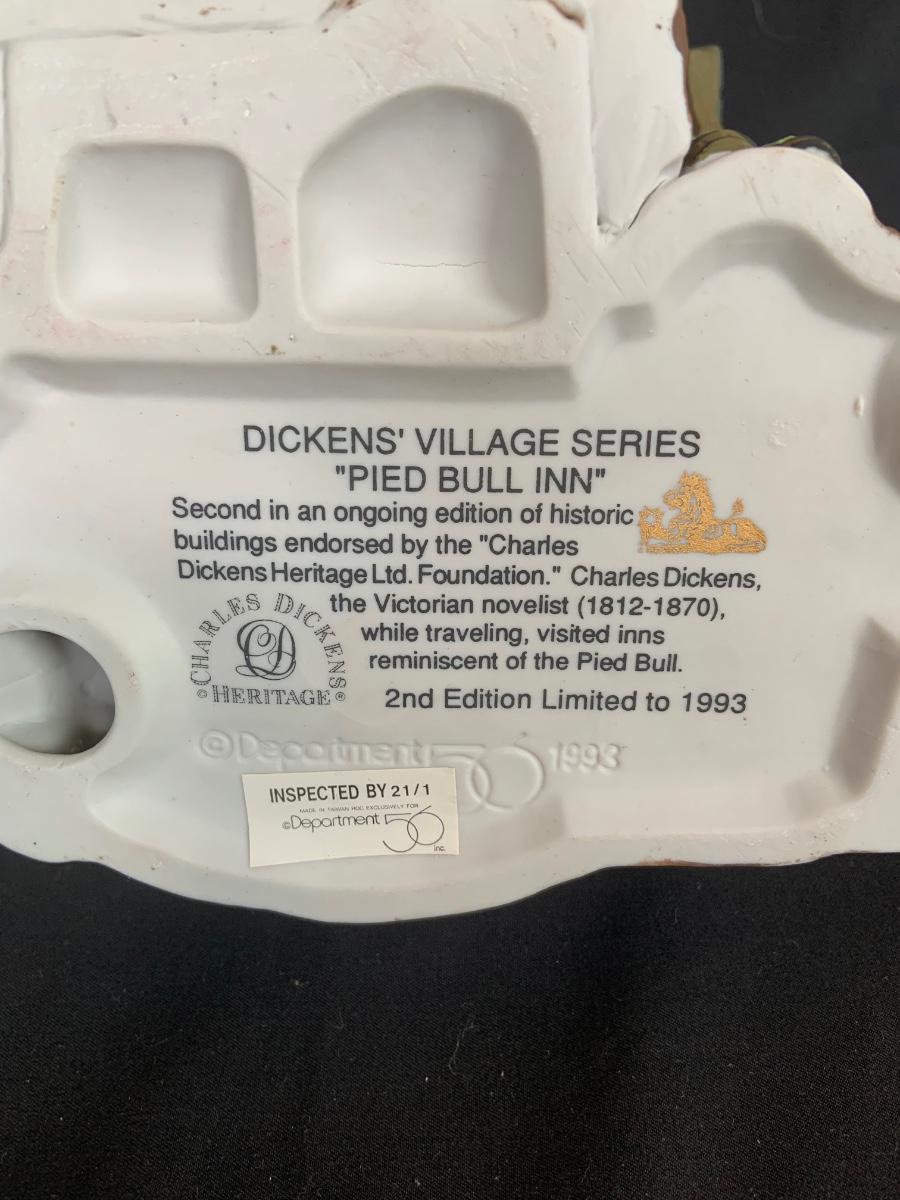 DICKENS' VILLAGE SERIES
"PIED BULL INN"
Second in an ongoing edition of historic
buildings endorsed by the "Charles
Dickens Heritage Ltd. Foundation." Charles Dickens,
the Victorian novelist (1812-1870),
while traveling, visited inns
reminiscent of the Pied Bull.
CHARLES DICKENS
CD
© HERITAGE ®
2nd Edition Limited to 1993
© Department 56 1993
INSPECTED BY 21/1
MADE IN TAIWAN ROC EXCLUSIVELY FOR
© Department 56
inc.